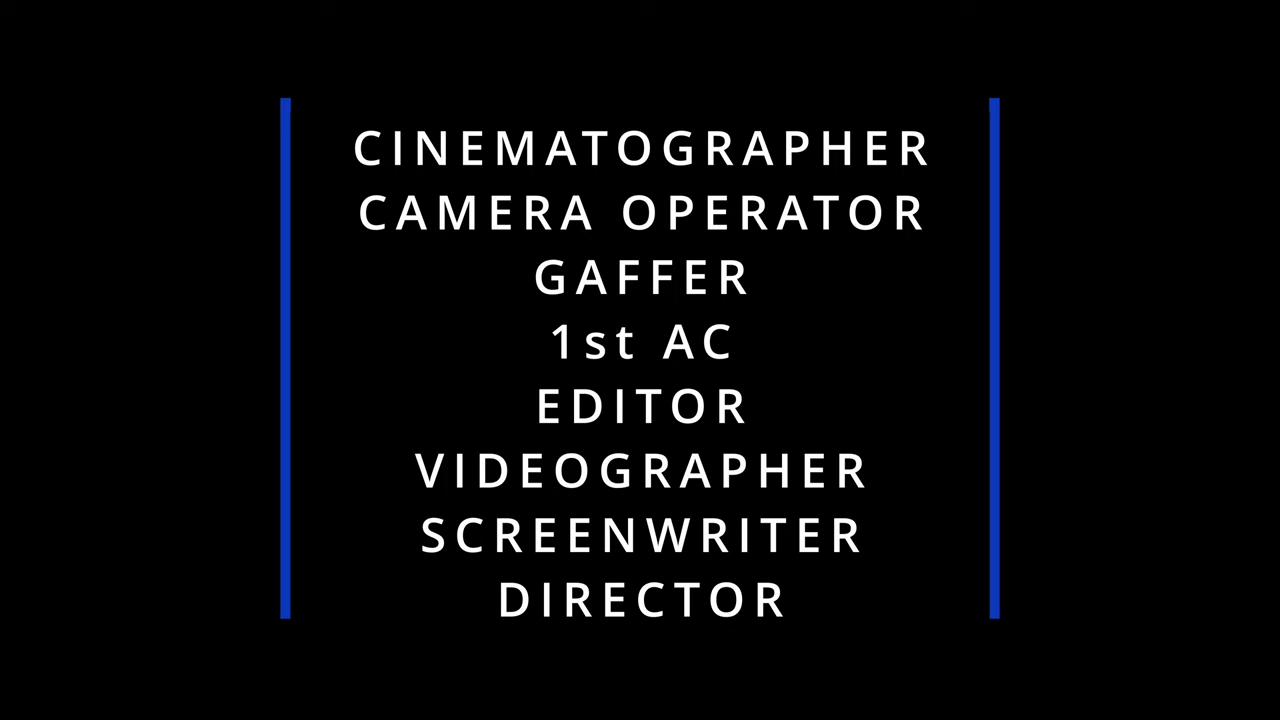 CINEMATOGRAPHER
CAMERA OPERATOR
GAFFER
1st AC
EDITOR
VIDEOGRAPHER
SCREENWRITER
DIRECTOR